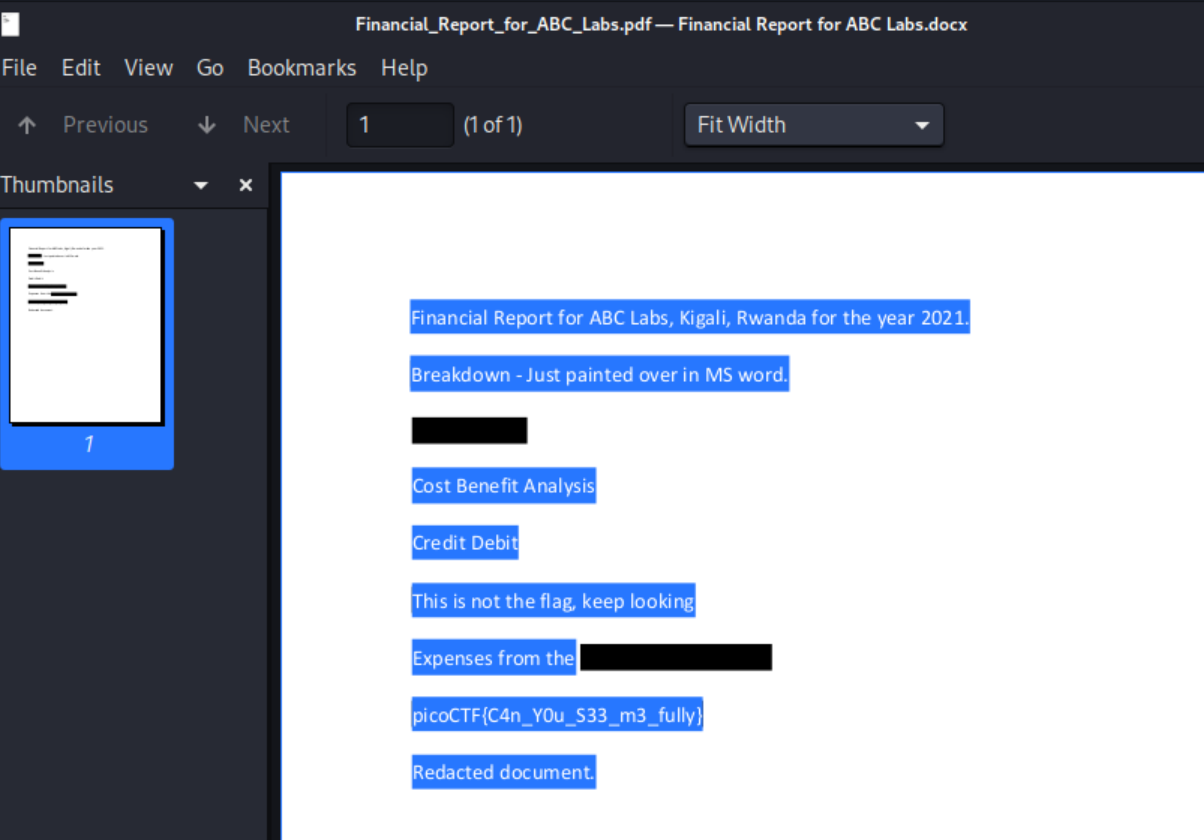 Financial_Report_for_ABC_Labs.pdf — Financial Report for ABC Labs.docx
File Edit View Go Bookmarks Help
Previous Next 1 (1 of 1) Fit Width
Thumbnails
1
Financial Report for ABC Labs, Kigali, Rwanda for the year 2021.
Breakdown - Just painted over in MS word.
Cost Benefit Analysis
Credit Debit
This is not the flag, keep looking
Expenses from the
picoCTF{C4n_Y0u_S33_m3_fully}
Redacted document.